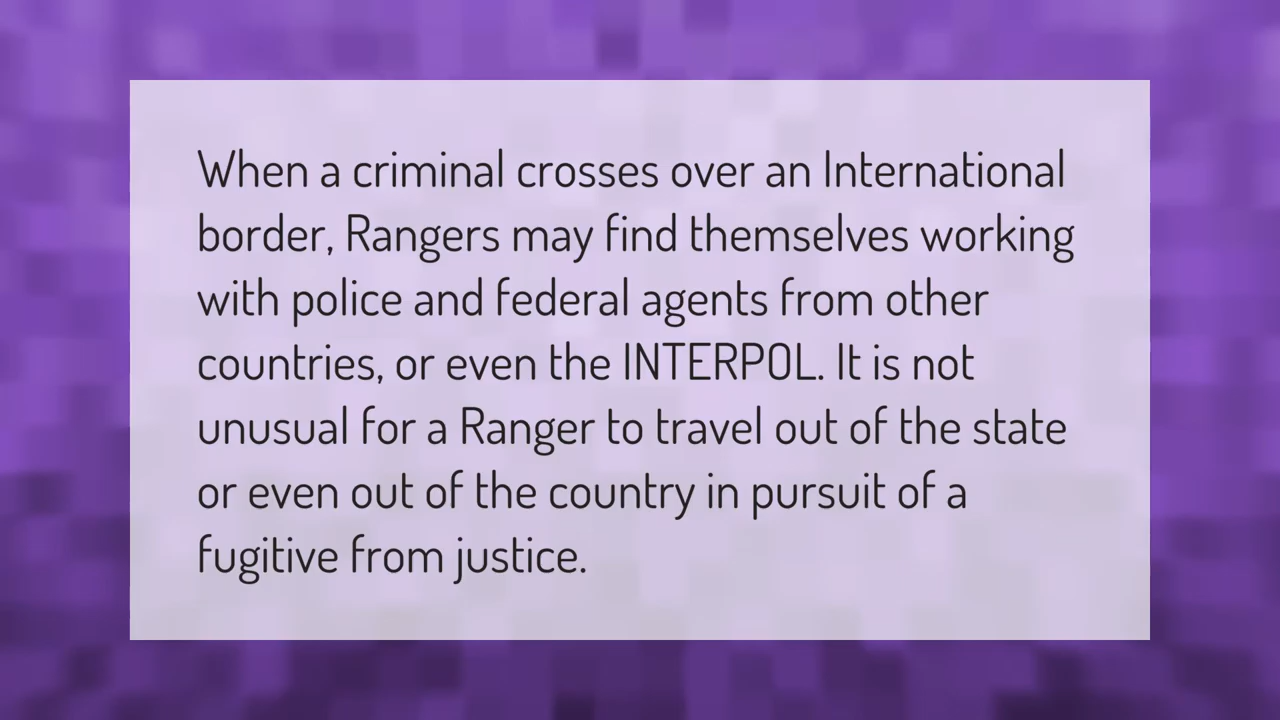 When a criminal crosses over an International
border, Rangers may find themselves working
with police and federal agents from other
countries, or even the INTERPOL. It is not
unusual for a Ranger to travel out of the state
or even out of the country in pursuit of a
fugitive from justice.